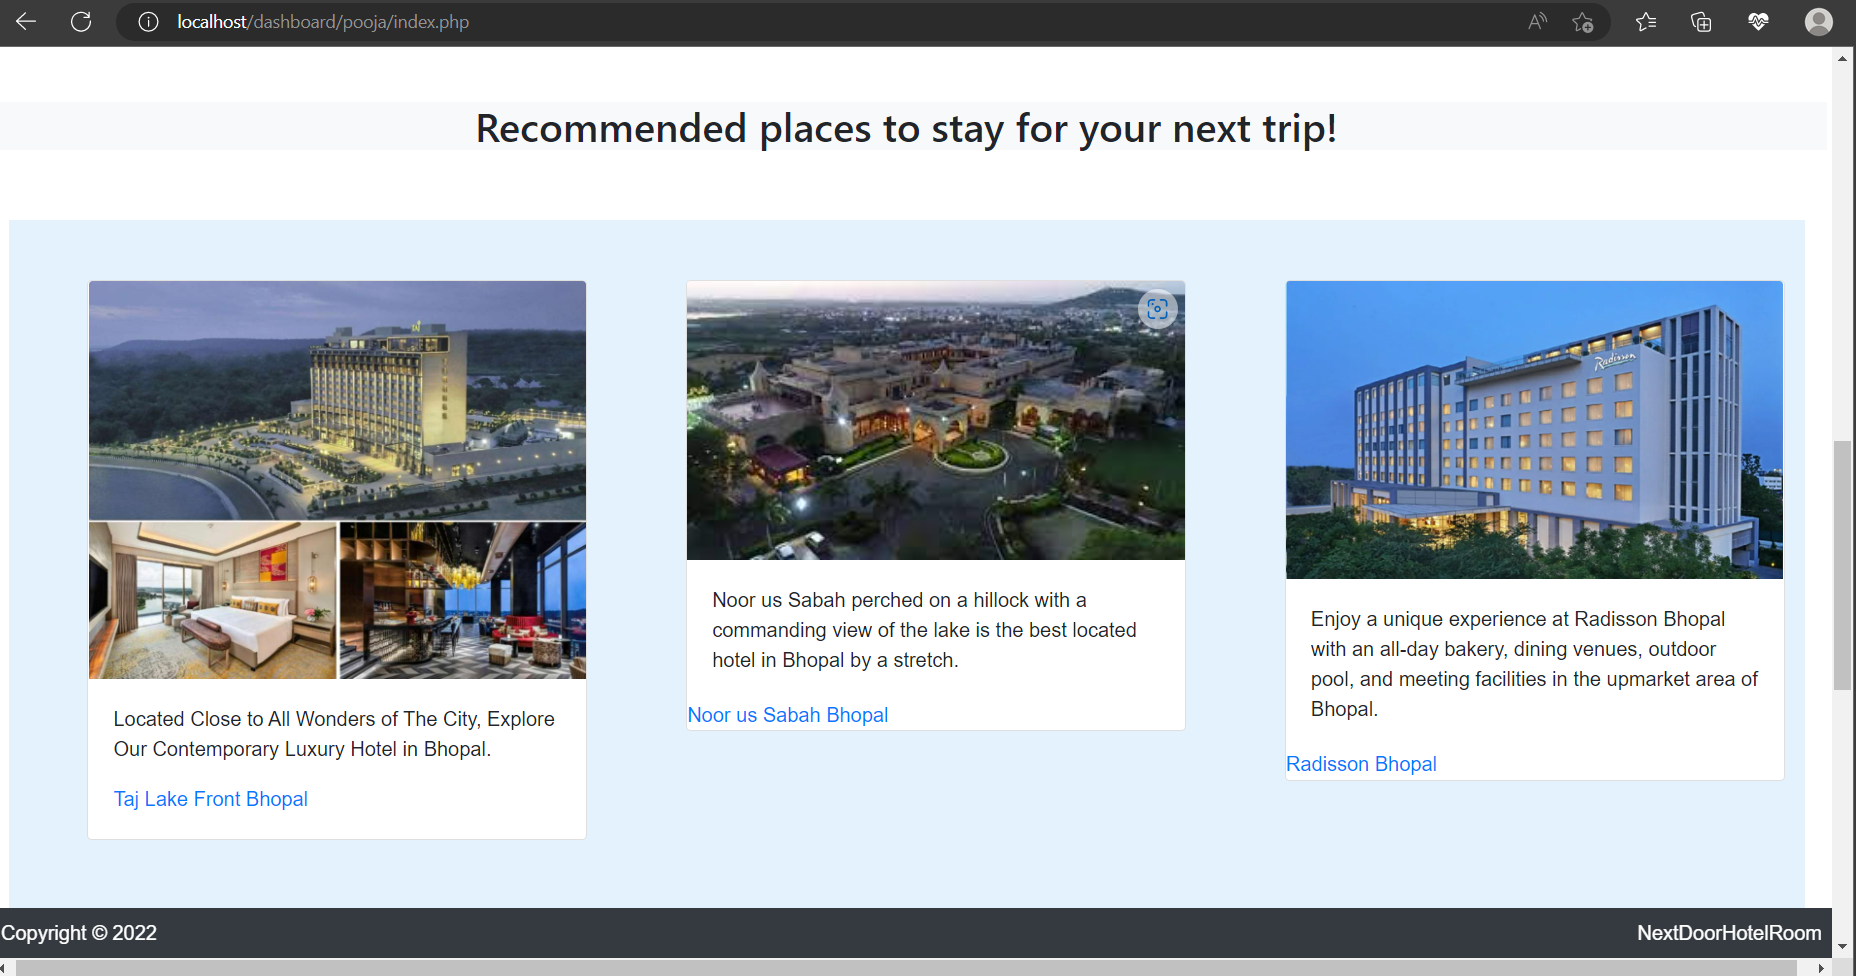 localhost/dashboard/pooja/index.php
Recommended places to stay for your next trip!
Radisson
Located Close to All Wonders of The City, Explore
Our Contemporary Luxury Hotel in Bhopal.
Taj Lake Front Bhopal
Noor us Sabah perched on a hillock with a
commanding view of the lake is the best located
hotel in Bhopal by a stretch.
Noor us Sabah Bhopal
Enjoy a unique experience at Radisson Bhopal
with an all-day bakery, dining venues, outdoor
pool, and meeting facilities in the upmarket area of
Bhopal.
Radisson Bhopal
Copyright © 2022
NextDoorHotelRoom